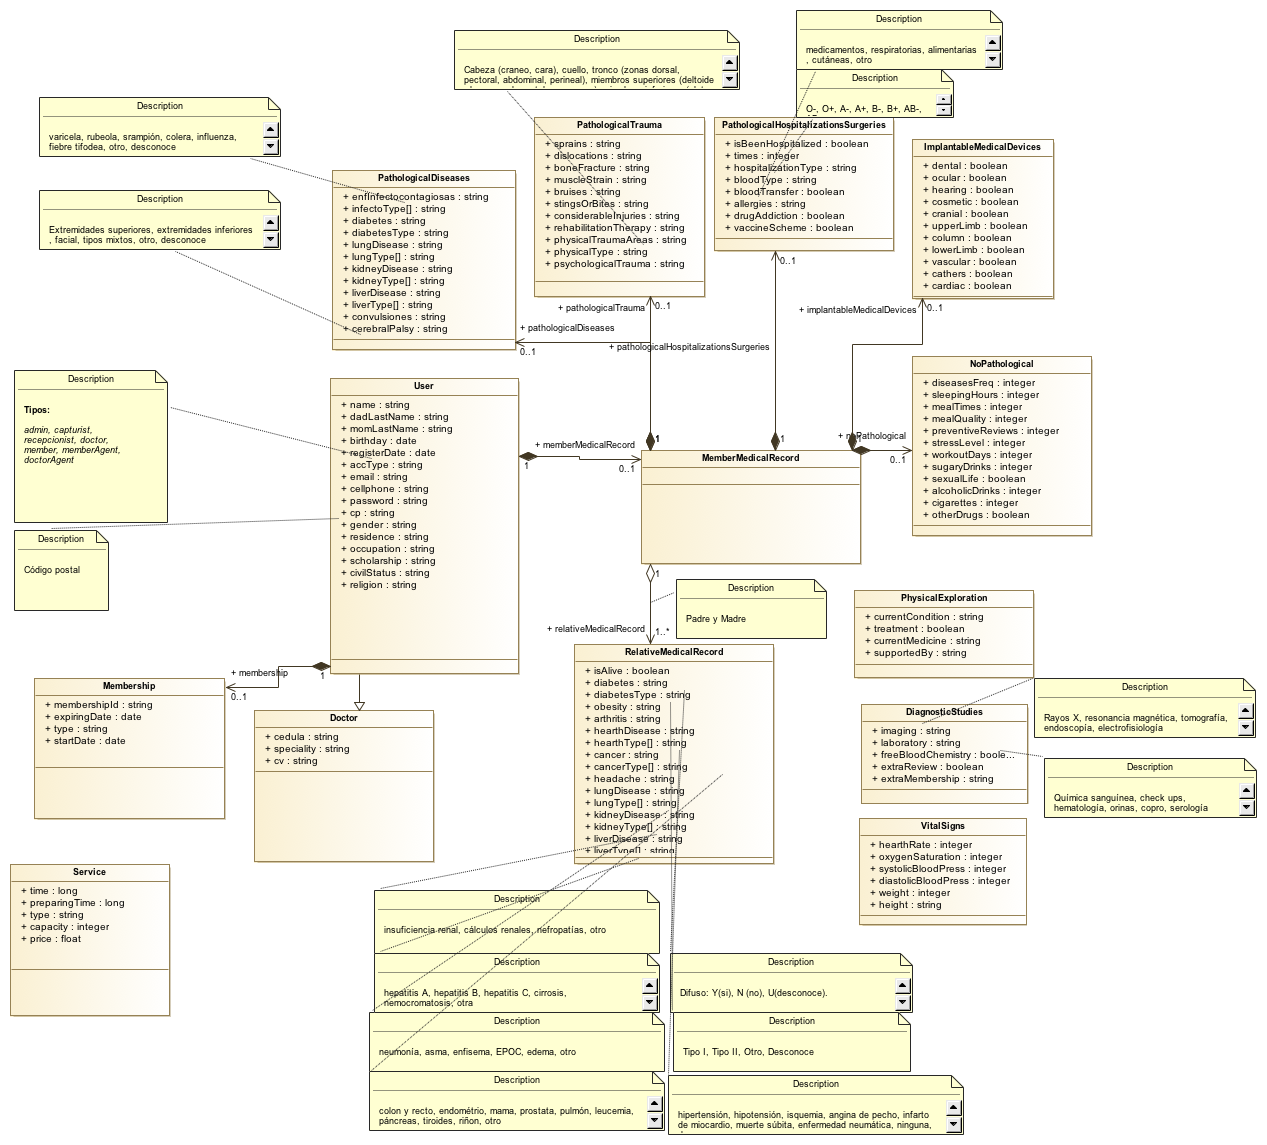 Description
medicamentos, respiratorias, alimentarias
, cutáneas, otro
Description
O-, O+, A-, A+, B-, B+, AB-,
Description
Cabeza (craneo, cara), cuello, tronco (zonas dorsal,
pectoral, abdominal, perineal), miembros superiores (deltoide
Description
varicela, rubeola, srampión, colera, influenza,
fiebre tifodea, otro, desconoce
Description
Extremidades superiores, extremidades inferiores
, facial, tipos mixtos, otro, desconoce
PathologicalDiseases
+ enfInfectocontagiosas : string
+ infectoType[] : string
+ diabetes : string
+ diabetesType : string
+ lungDisease : string
+ lungType[] : string
+ kidneyDisease : string
+ kidneyType[] : string
+ liverDisease : string
+ liverType[] : string
+ convulsiones : string
+ cerebralPalsy : string
PathologicalTrauma
+ sprains : string
+ dislocations : string
+ boneFracture : string
+ muscleStrain : string
+ bruises : string
+ stingsOrBites : string
+ considerableInjuries : string
+ rehabilitationTherapy : string
+ physicalTraumaAreas : string
+ physicalType : string
+ psychologicalTrauma : string
PathologicalHospitalizationsSurgeries
+ isBeenHospitalized : boolean
+ times : integer
+ hospitalizationType : string
+ bloodType : string
+ bloodTransfer : boolean
+ allergies : string
+ drugAddiction : boolean
+ vaccineScheme : boolean
ImplantableMedicalDevices
+ dental : boolean
+ ocular : boolean
+ hearing : boolean
+ cosmetic : boolean
+ cranial : boolean
+ upperLimb : boolean
+ column : boolean
+ lowerLimb : boolean
+ vascular : boolean
+ cathers : boolean
+ cardiac : boolean
0..1
+ pathologicalTrauma
0..1
+ implantableMedicalDevices
0..1
+ pathologicalDiseases
0..1
+ pathologicalHospitalizationsSurgeries
NoPathological
+ diseasesFreq : integer
+ sleepingHours : integer
+ mealTimes : integer
+ mealQuality : integer
+ preventiveReviews : integer
+ stressLevel : integer
+ workoutDays : integer
+ sugaryDrinks : integer
+ sexualLife : boolean
+ alcoholicDrinks : integer
+ cigarettes : integer
+ otherDrugs : boolean
Description
Tipos:
admin, capturist,
recepcionist, doctor,
member, memberAgent,
doctorAgent
Description
Código postal
User
+ name : string
+ dadLastName : string
+ momLastName : string
+ birthday : date
+ registerDate : date
+ accType : string
+ email : string
+ cellphone : string
+ password : string
+ cp : string
+ gender : string
+ residence : string
+ occupation : string
+ scholarship : string
+ civilStatus : string
+ religion : string
+ memberMedicalRecord
1
0..1
1
1
1
+ noPathological
0..1
MemberMedicalRecord
1
Description
Padre y Madre
+ relativeMedicalRecord
1..*
RelativeMedicalRecord
+ isAlive : boolean
+ diabetes : string
+ diabetesType : string
+ obesity : string
+ arthritis : string
+ hearthDisease : string
+ hearthType[] : string
+ cancer : string
+ cancerType[] : string
+ headache : string
+ lungDisease : string
+ lungType[] : string
+ kidneyDisease : string
+ kidneyType[] : string
+ liverDisease : string
+ liverType[] : string
PhysicalExploration
+ currentCondition : string
+ treatment : boolean
+ currentMedicine : string
+ supportedBy : string
Description
Rayos X, resonancia magnética, tomografía,
endoscopía, electrofisiología
DiagnosticStudies
+ imaging : string
+ laboratory : string
+ freeBloodChemistry : boole...
+ extraReview : boolean
+ extraMembership : string
Description
Química sanguínea, check ups,
hematología, orinas, copro, serología
VitalSigns
+ hearthRate : integer
+ oxygenSaturation : integer
+ systolicBloodPress : integer
+ diastolicBloodPress : integer
+ weight : integer
+ height : string
+ membership
1
0..1
Membership
+ membershipId : string
+ expiringDate : date
+ type : string
+ startDate : date
Doctor
+ cedula : string
+ speciality : string
+ cv : string
Service
+ time : long
+ preparingTime : long
+ type : string
+ capacity : integer
+ price : float
Description
insuficiencia renal, cálculos renales, nefropatías, otro
Description
hepatitis A, hepatitis B, hepatitis C, cirrosis,
nemocromatosis, otra
Description
Difuso: Y(si), N (no), U(desconoce).
Description
neumonía, asma, enfisema, EPOC, edema, otro
Description
Tipo I, Tipo II, Otro, Desconoce
Description
colon y recto, endométrio, mama, prostata, pulmón, leucemia,
páncreas, tiroides, riñon, otro
Description
hipertensión, hipotensión, isquemia, angina de pecho, infarto
de miocardio, muerte súbita, enfermedad neumática, ninguna,